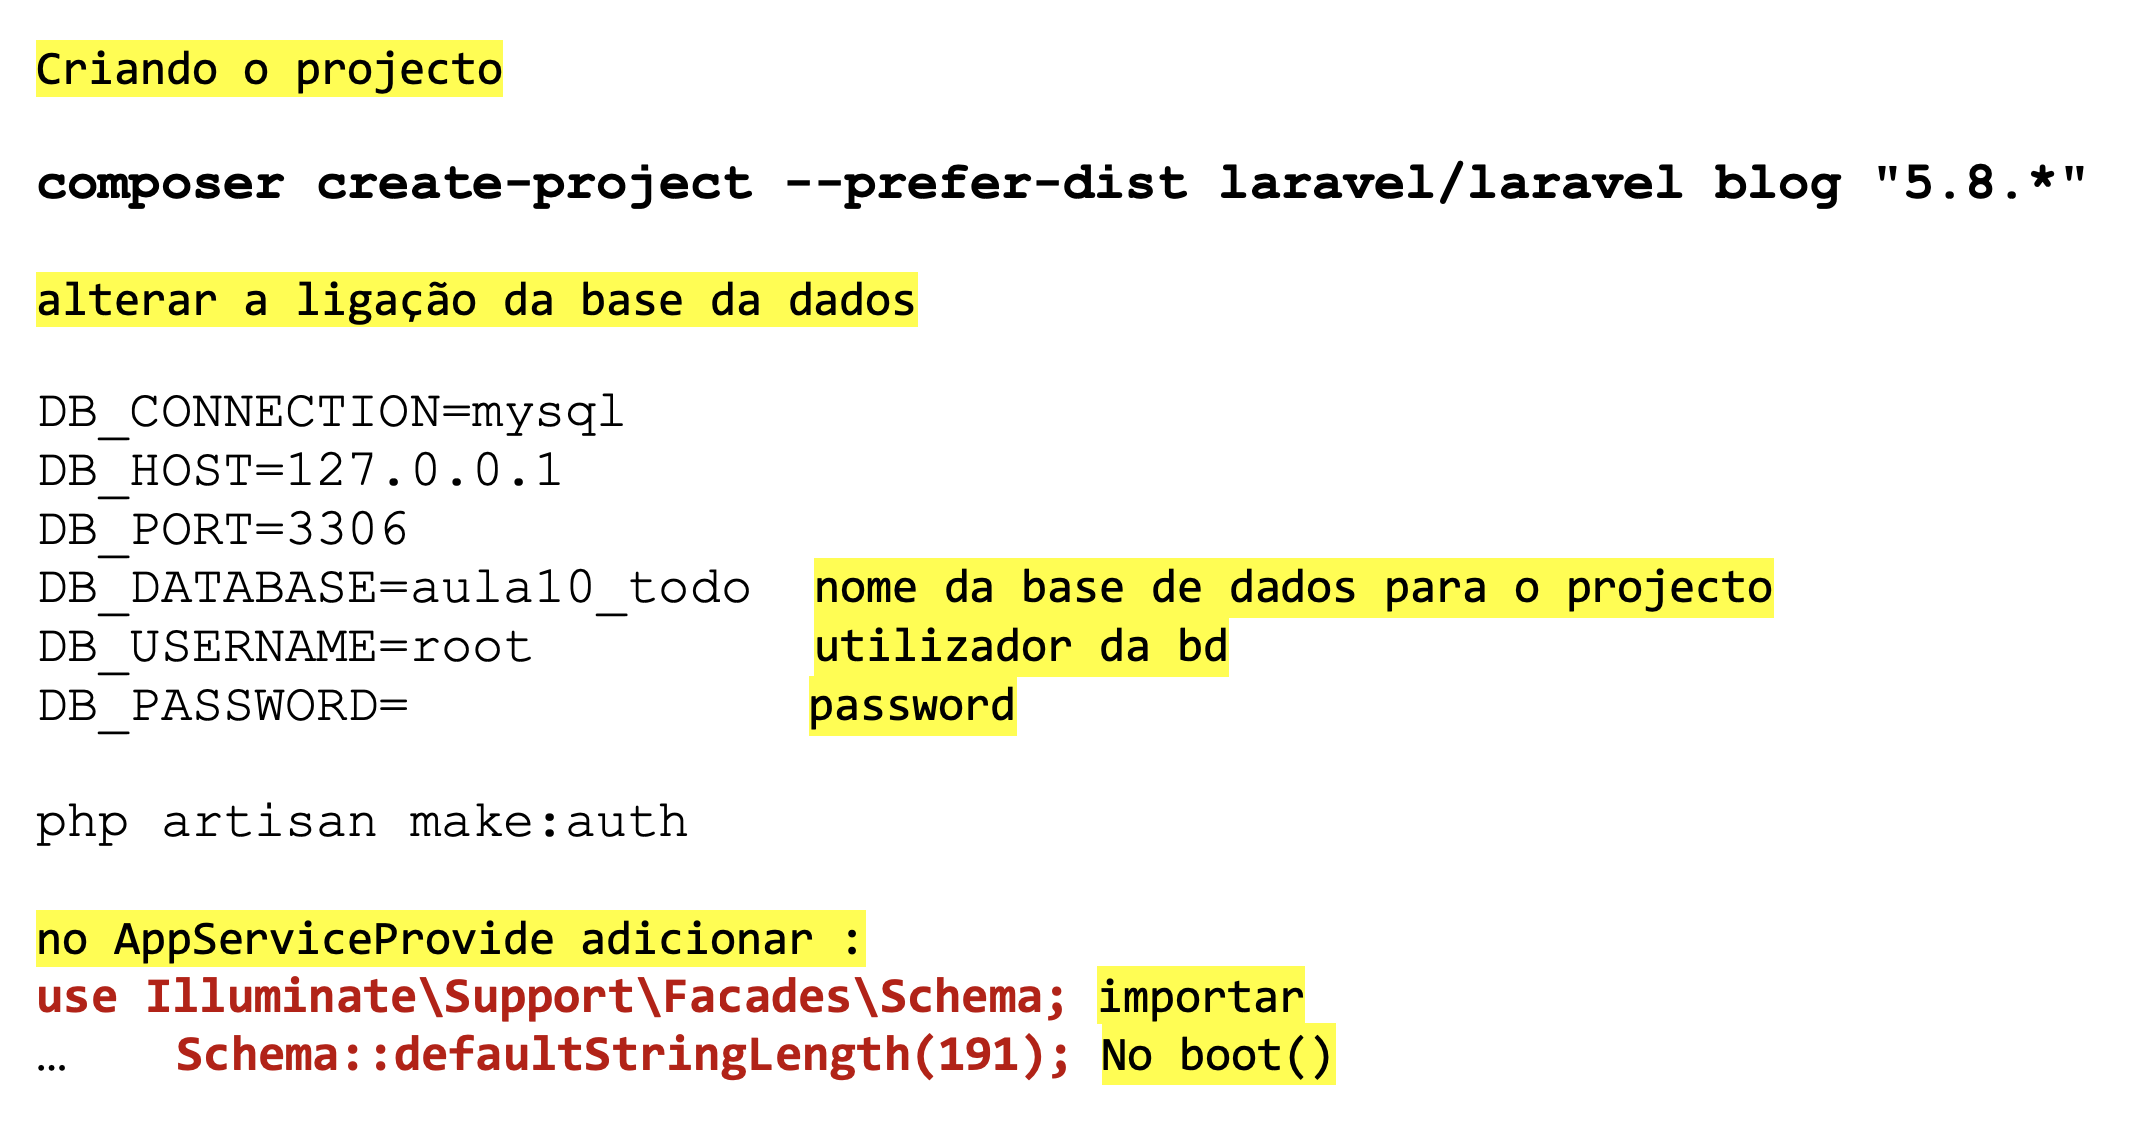 Criando o projecto
composer create-project --prefer-dist laravel/laravel blog "5.8.*"
alterar a ligação da base da dados
DB_CONNECTION=mysql
DB_HOST=127.0.0.1
DB_PORT=3306
DB_DATABASE=aula10_todo nome da base de dados para o projecto
DB_USERNAME=root utilizador da bd
DB_PASSWORD= password
php artisan make:auth
no AppServiceProvide adicionar :
use Illuminate\Support\Facades\Schema; importar
… Schema::defaultStringLength(191); No boot()